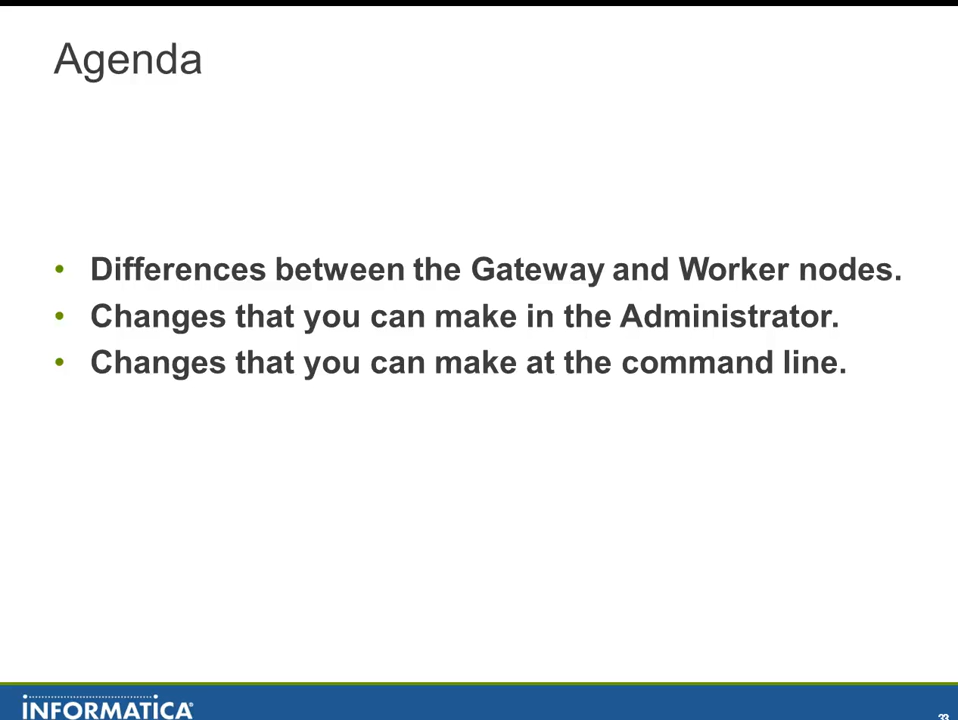 Agenda
• Differences between the Gateway and Worker nodes.
• Changes that you can make in the Administrator.
• Changes that you can make at the command line.
INFORMATICA®
33